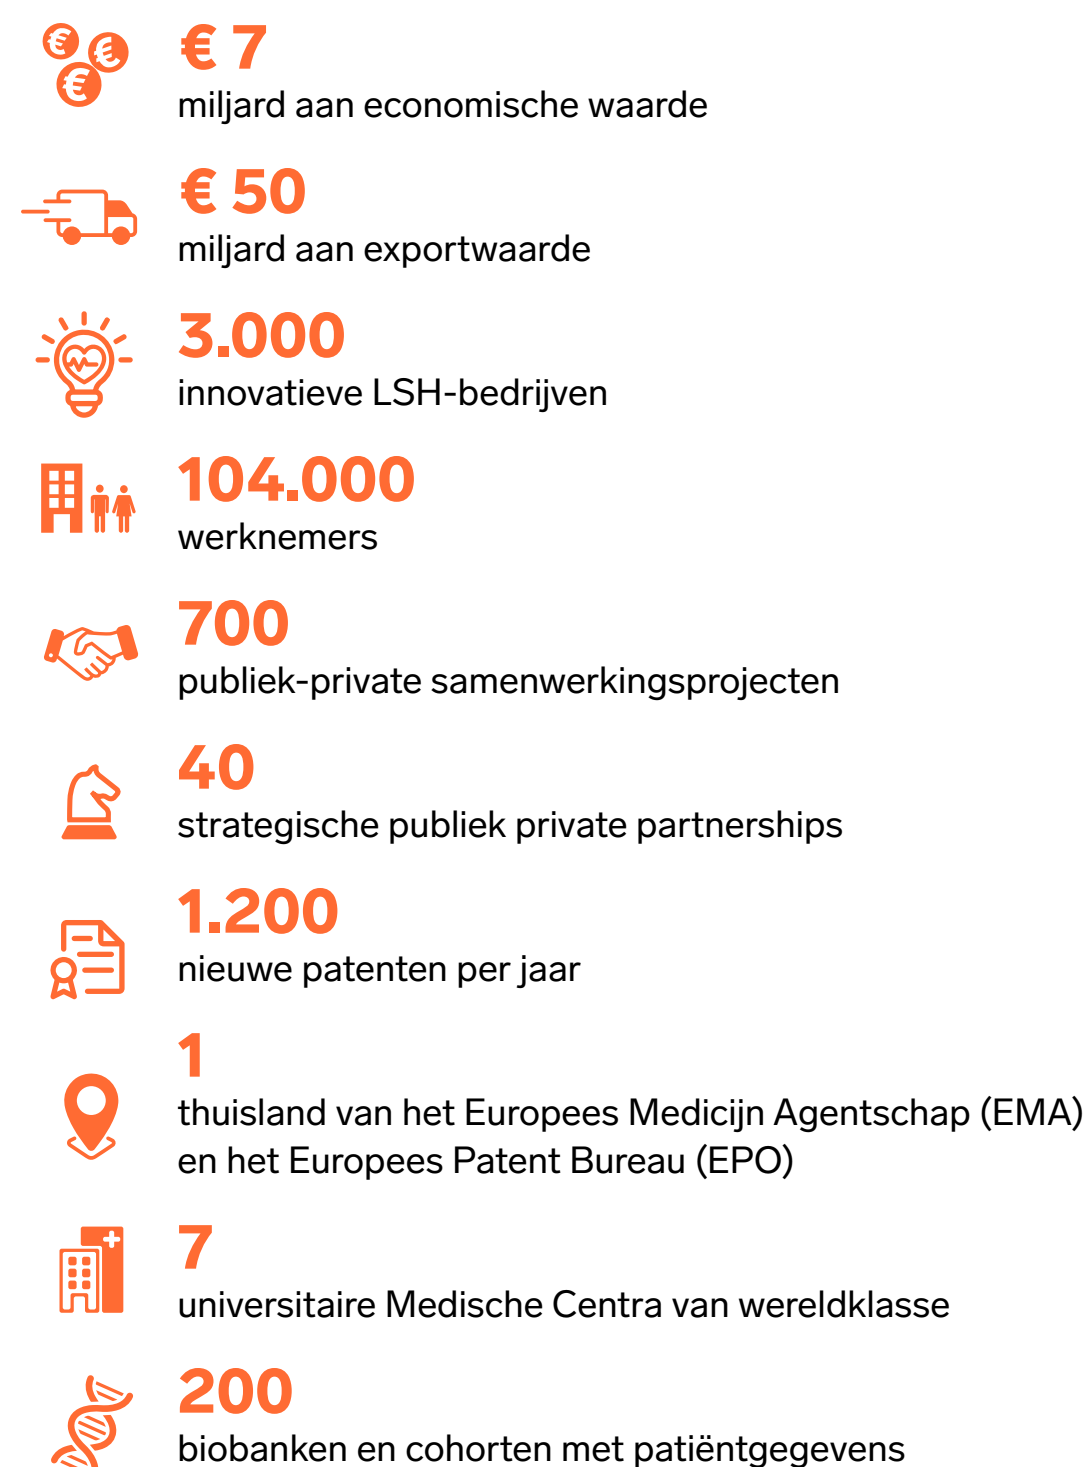 € 7
miljard aan economische waarde
€ 50
miljard aan exportwaarde
3.000
innovatieve LSH-bedrijven
104.000
werknemers
700
publiek-private samenwerkingsprojecten
40
strategische publiek private partnerships
1.200
nieuwe patenten per jaar
1
thuisland van het Europees Medicijn Agentschap (EMA)
en het Europees Patent Bureau (EPO)
7
universitaire Medische Centra van wereldklasse
200
biobanken en cohorten met patiëntgegevens